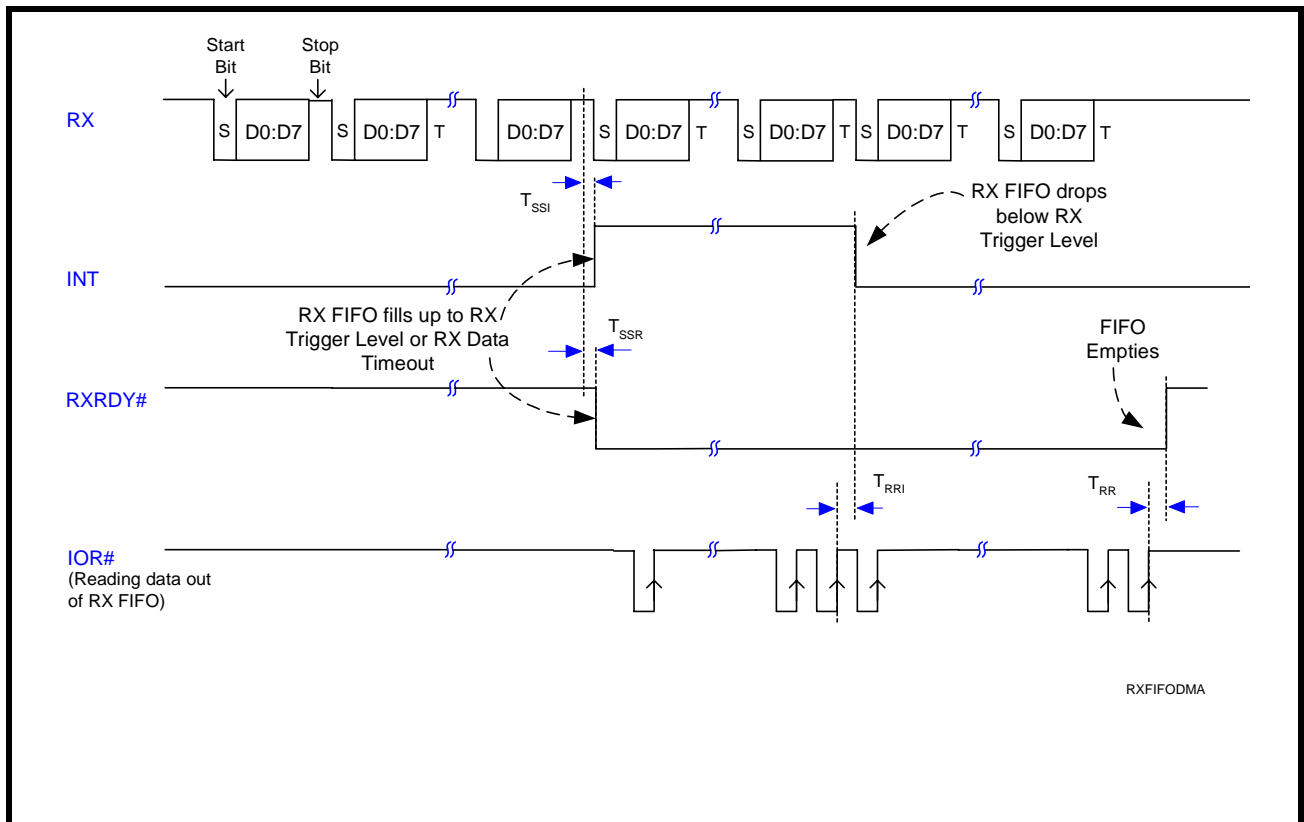 Start
Bit
Stop
Bit
RX
S D0:D7 S D0:D7 T D0:D7 S D0:D7 T S D0:D7 T S D0:D7 T S D0:D7 T
TSSI
RX FIFO drops
below RX
Trigger Level
INT
RX FIFO fills up to RX
Trigger Level or RX Data
Timeout
TSSR
FIFO
Empties
RXRDY#
TRRI
TRR
IOR#
(Reading data out
of RX FIFO)
RXFIFODMA